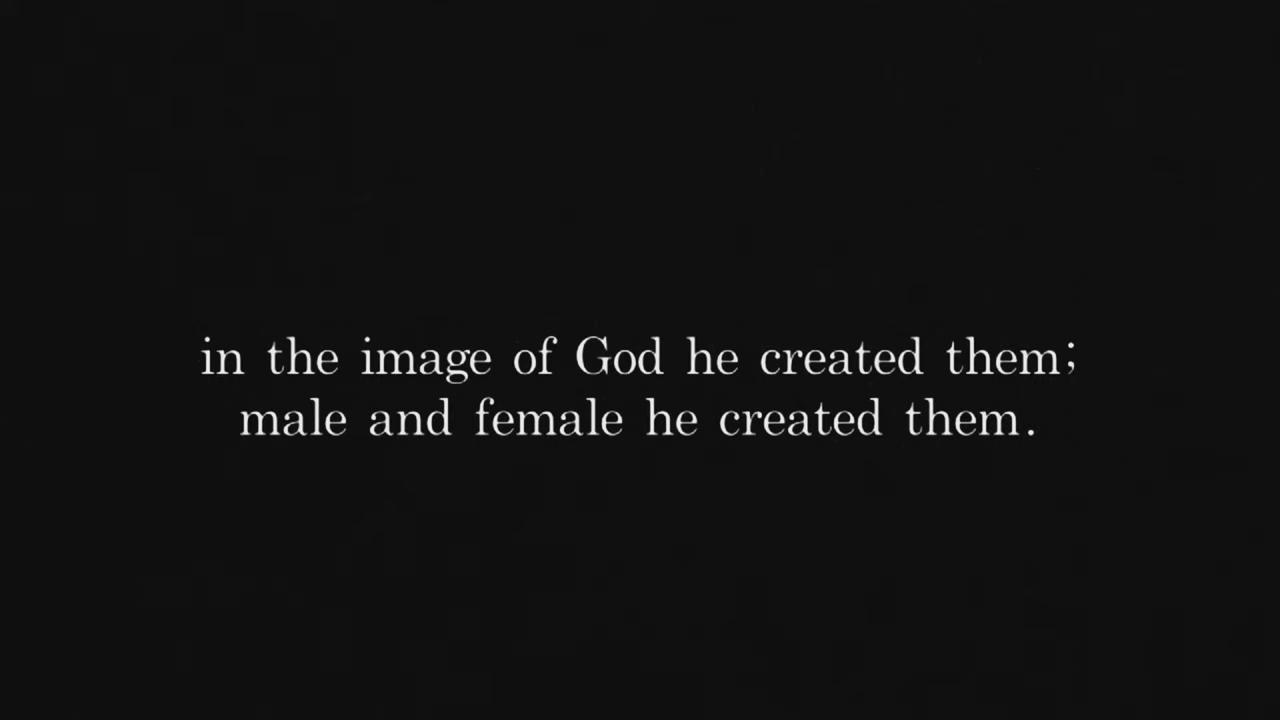 in the image of God he created them;
male and female he created them.